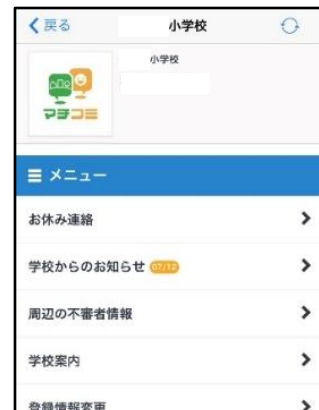 戻る 小学校
小学校
マチコミ
メニュー
お休み連絡
学校からのお知らせ 07/12
周辺の不審者情報
学校案内
登録情報変更